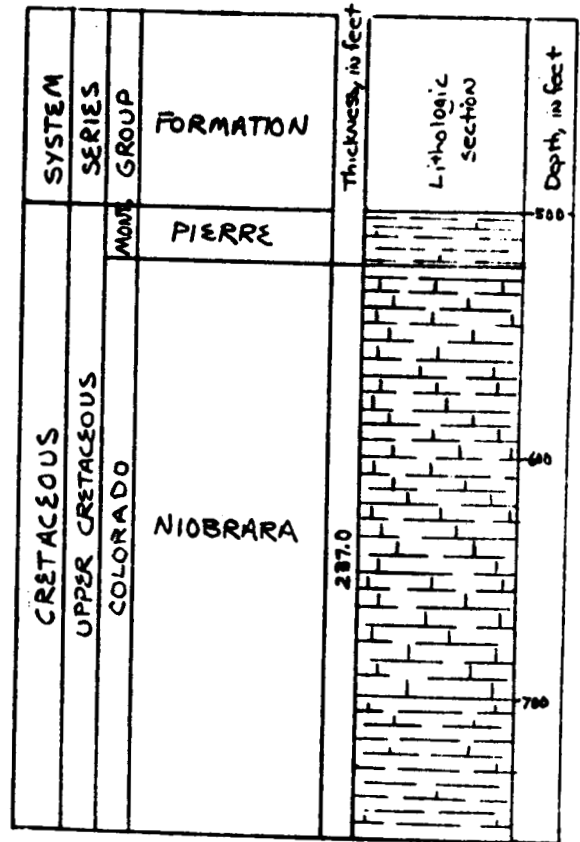 SYSTEM
SERIES
GROUP
FORMATION
Thickness, in feet
Lithologic
section
Depth, in feet
CRETACEOUS
UPPER CRETACEOUS
MONT
PIERRE
500
COLORADO
NIOBRARA
287.0
600
700